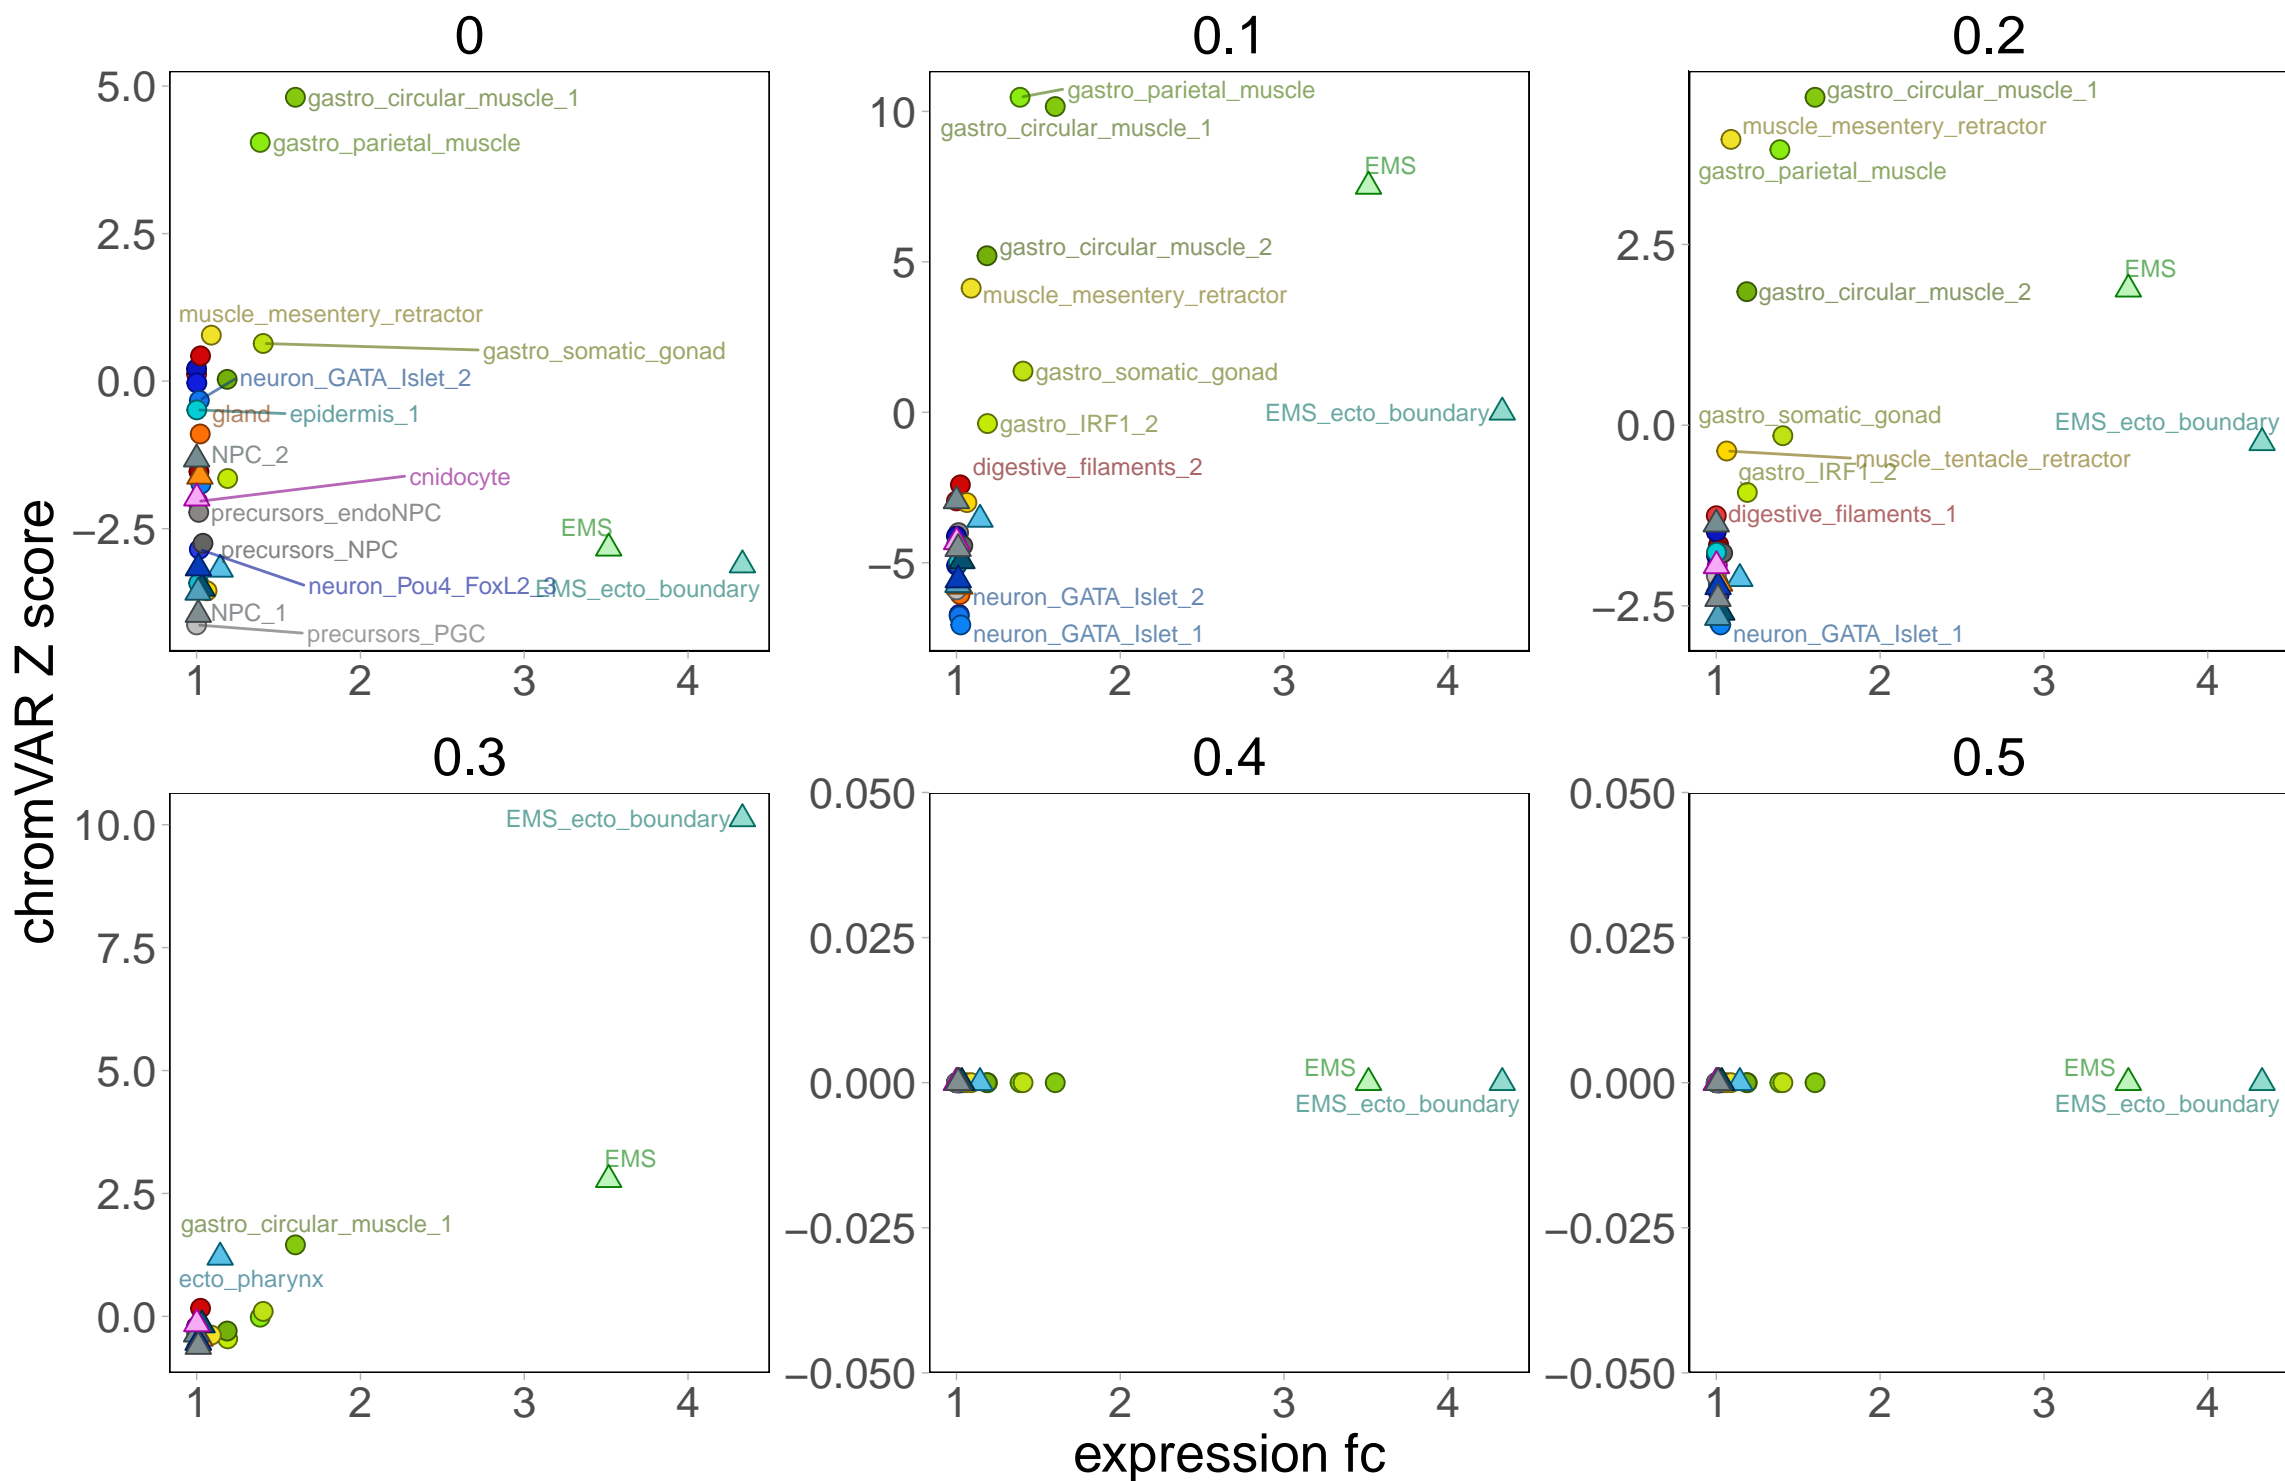 0
0.1
0.2
5.0
2.5
0.0
−2.5
gastro_circular_muscle_1
gastro_parietal_muscle
muscle_mesentery_retractor
gastro_somatic_gonad
neuron_GATA_Islet_2
gland
epidermis_1
NPC_2
cnidocyte
precursors_endoNPC
EMS
precursors_NPC
neuron_Pou4_FoxL2_3
EMS_ecto_boundary
NPC_1
precursors_PGC
1 2 3 4
10
5
0
−5
gastro_parietal_muscle
gastro_circular_muscle_1
EMS
gastro_circular_muscle_2
muscle_mesentery_retractor
gastro_somatic_gonad
EMS_ecto_boundary
gastro_IRF1_2
digestive_filaments_2
neuron_GATA_Islet_2
neuron_GATA_Islet_1
1 2 3 4
2.5
0.0
−2.5
gastro_circular_muscle_1
muscle_mesentery_retractor
gastro_parietal_muscle
EMS
gastro_circular_muscle_2
gastro_somatic_gonad
EMS_ecto_boundary
muscle_tentacle_retractor
gastro_IRF1_2
digestive_filaments_1
neuron_GATA_Islet_1
1 2 3 4
chromVAR Z score
0.3
0.4
0.5
10.0
7.5
5.0
2.5
0.0
EMS_ecto_boundary
EMS
gastro_circular_muscle_1
ecto_pharynx
1 2 3 4
0.050
0.025
0.000
−0.025
−0.050
EMS
EMS_ecto_boundary
1 2 3 4
0.050
0.025
0.000
−0.025
−0.050
EMS
EMS_ecto_boundary
1 2 3 4
expression fc